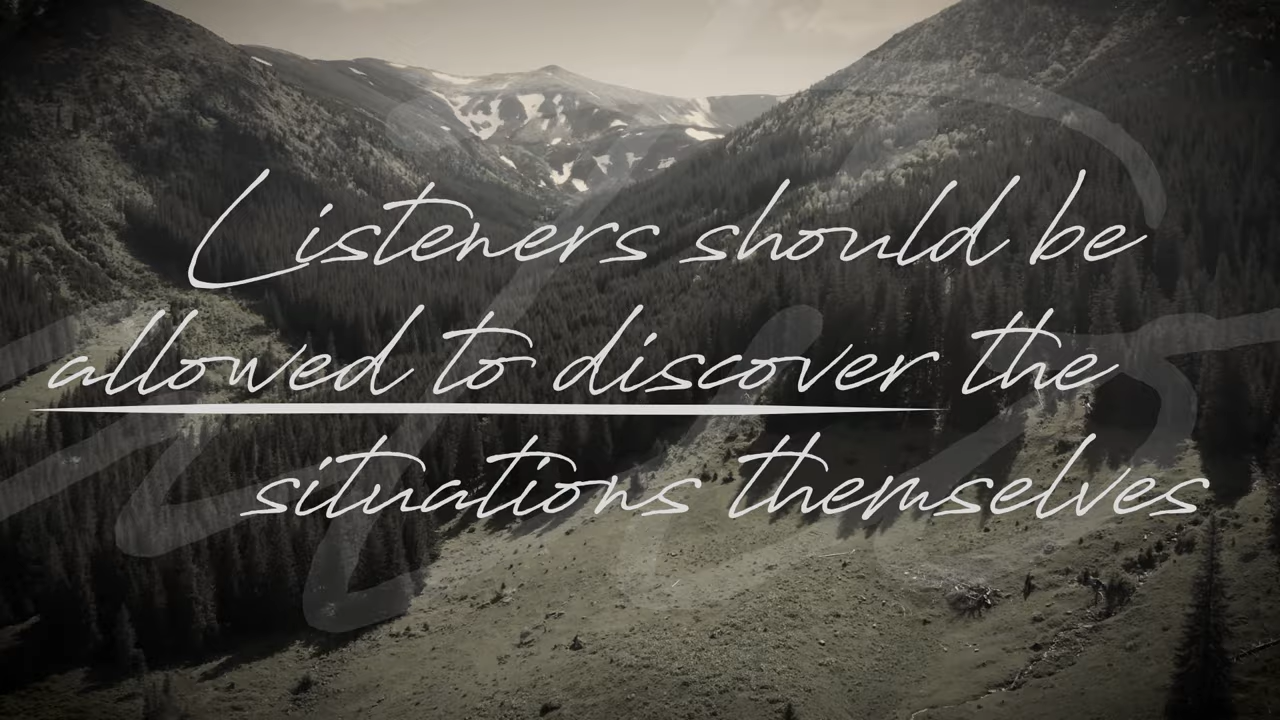 Listeners should be
allowed to discover the
situations themselves